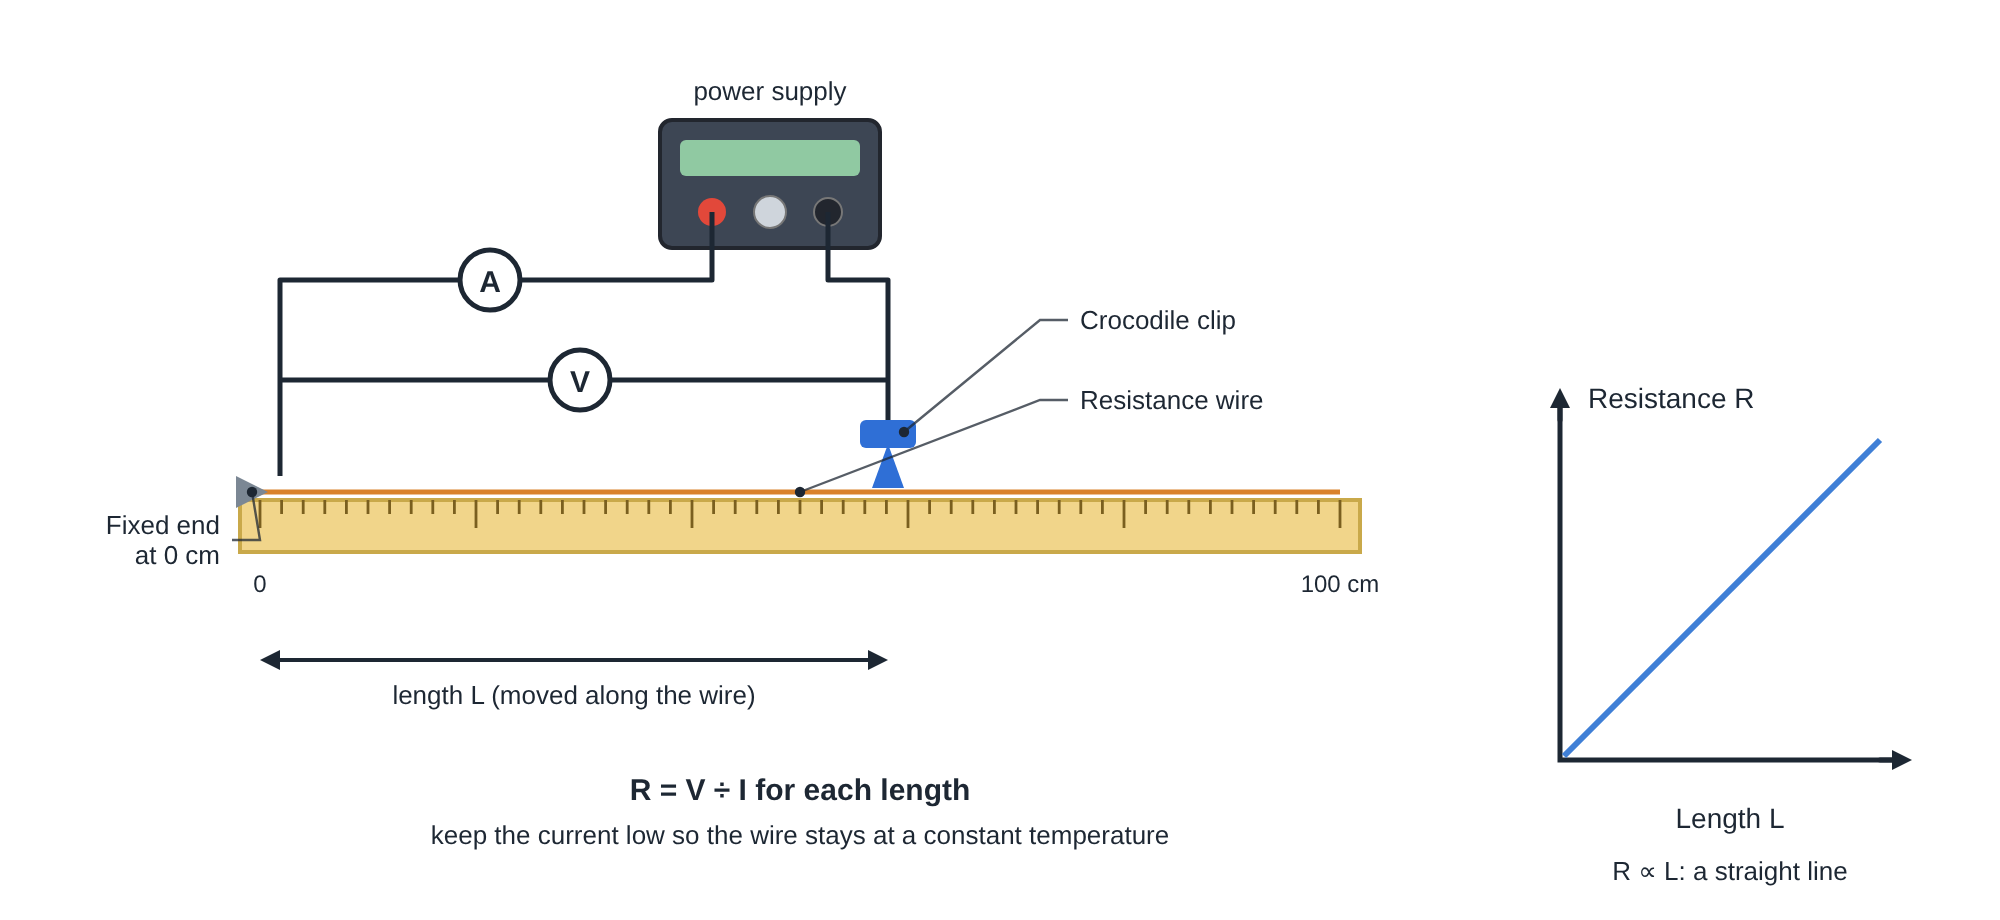 power supply
A
V
Crocodile clip
Resistance wire
Fixed end
at 0 cm
0
100 cm
length L (moved along the wire)
R = V ÷ I for each length
keep the current low so the wire stays at a constant temperature
Resistance R
Length L
R ∝ L: a straight line